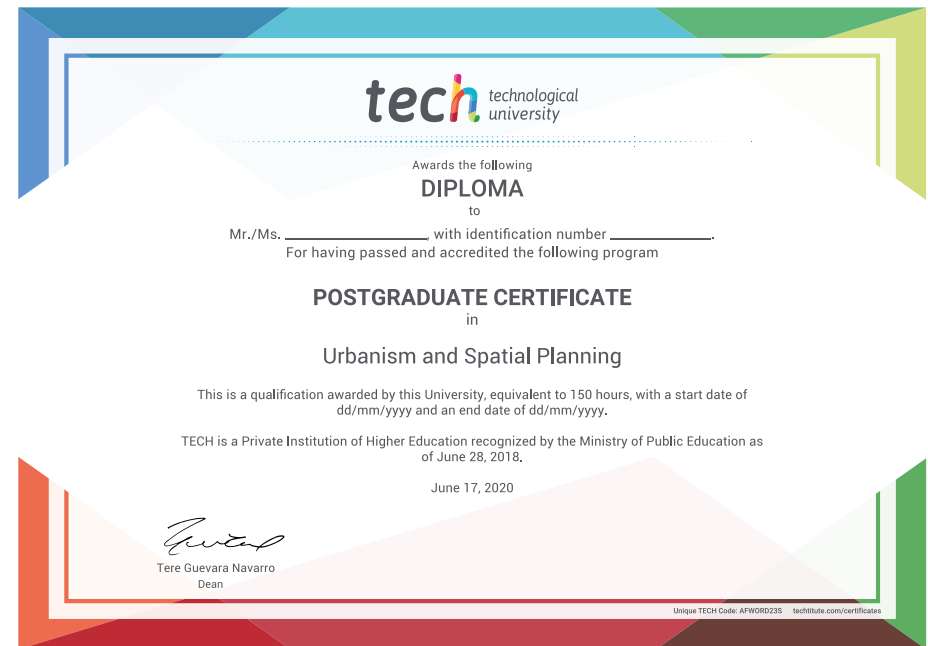 tech technological
university
Awards the following
DIPLOMA
to
Mr./Ms. ____________________, with identification number ______________.
For having passed and accredited the following program
POSTGRADUATE CERTIFICATE
in
Urbanism and Spatial Planning
This is a qualification awarded by this University, equivalent to 150 hours, with a start date of
dd/mm/yyyy and an end date of dd/mm/yyyy.
TECH is a Private Institution of Higher Education recognized by the Ministry of Public Education as
of June 28, 2018.
June 17, 2020
Tere Guevara Navarro
Dean
Unique TECH Code: AFWORD23S techtitute.com/certificates